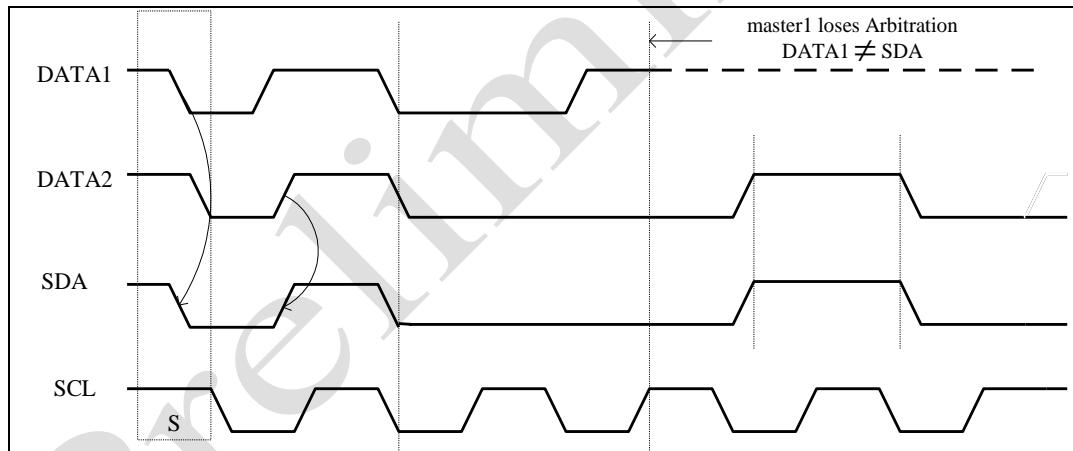 master1 loses Arbitration
DATA1 ≠ SDA
DATA1
DATA2
SDA
SCL
S